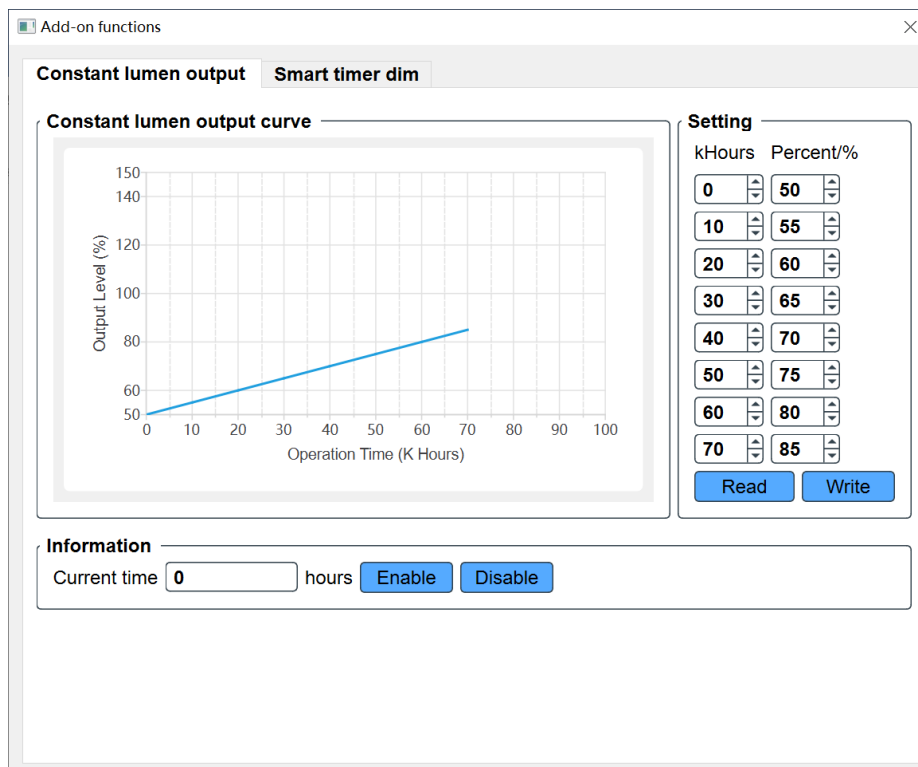 Add-on functions
Constant lumen output Smart timer dim
Constant lumen output curve
150
140
120
100
80
60
50
Output Level (%)
0 10 20 30 40 50 60 70 80 90 100
Operation Time (K Hours)
Setting
kHours Percent/%
0 50
10 55
20 60
30 65
40 70
50 75
60 80
70 85
Read Write
Information
Current time 0 hours Enable Disable